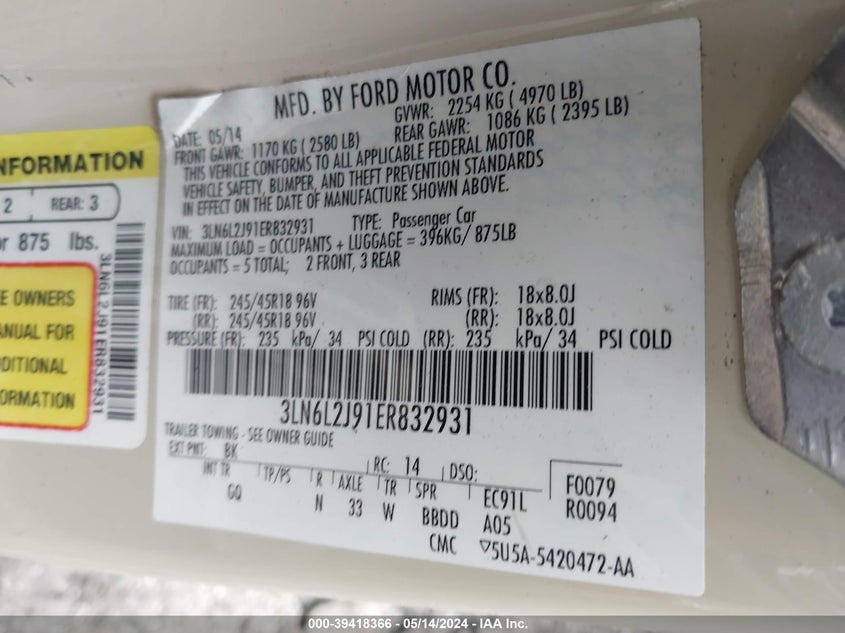 MFD. BY FORD MOTOR CO.
DATE: 05/14 GVWR: 2254 KG ( 4970 LB)
FRONT GAWR: 1170 KG ( 2580 LB) REAR GAWR: 1086 KG ( 2395 LB)
THIS VEHICLE CONFORMS TO ALL APPLICABLE FEDERAL MOTOR
VEHICLE SAFETY, BUMPER, AND THEFT PREVENTION STANDARDS
IN EFFECT ON THE DATE OF MANUFACTURE SHOWN ABOVE.
VIN: 3LN6L2J91ER832931 TYPE: Passenger Car
MAXIMUM LOAD = OCCUPANTS + LUGGAGE = 396KG/ 875LB
OCCUPANTS = 5 TOTAL; 2 FRONT, 3 REAR
TIRE (FR): 245/45R18 96V RIMS (FR): 18x8.0J
(RR): 245/45R18 96V (RR): 18x8.0J
PRESSURE (FR): 235 kPa/ 34 PSI COLD (RR): 235 kPa/ 34 PSI COLD
3LN6L2J91ER832931
TRAILER TOWING - SEE OWNER GUIDE
EXT PNT: BK RC: 14 DSO:
INT TR TP/PS R AXLE TR SPR EC91L F0079
GQ N 33 W BBDD A05 R0094
CMC ▽5U5A-5420472-AA
INFORMATION
2 REAR: 3
or 875 lbs.
OWNERS
MANUAL FOR
3LN6L2J91ER832931
000-39418366 - 05/14/2024 - IAA Inc.